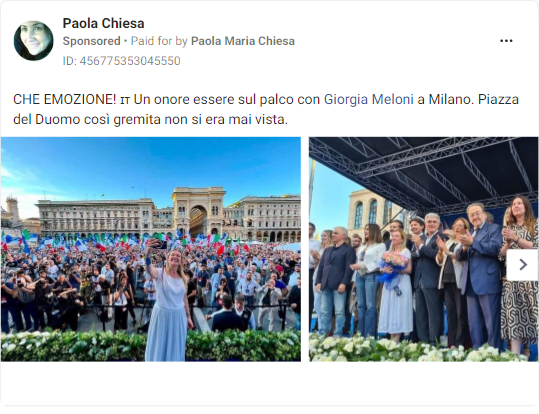 Paola Chiesa
Sponsored • Paid for by Paola Maria Chiesa
ID: 456775353045550
CHE EMOZIONE! ıт Un onore essere sul palco con Giorgia Meloni a Milano. Piazza
del Duomo così gremita non si era mai vista.